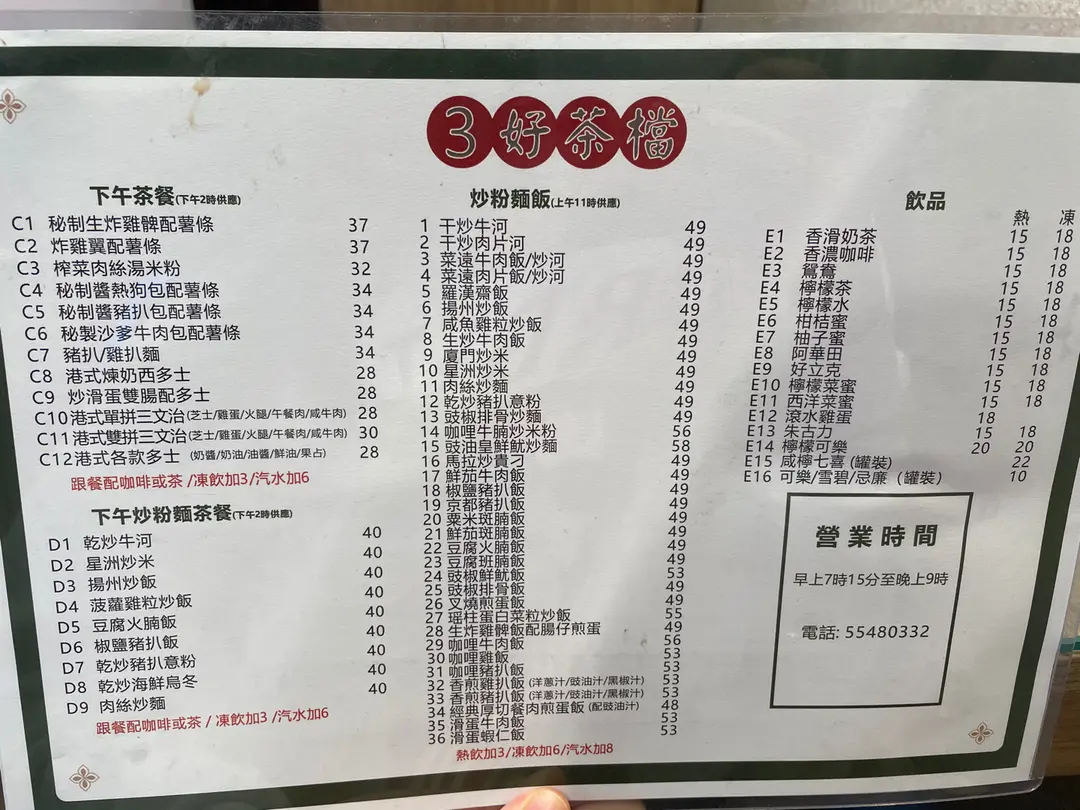 3好茶檔
下午茶餐(下午2時供應)
C1 秘制生炸雞髀配薯條 37
C2 炸雞翼配薯條 37
C3 榨菜肉絲湯米粉 32
C4 秘制醬熱狗包配薯條 34
C5 秘制醬豬扒包配薯條 34
C6 秘製沙爹牛肉包配薯條 34
C7 豬扒/雞扒麵 34
C8 港式煉奶西多士 28
C9 炒滑蛋雙腸配多士 28
C10港式單拼三文治(芝士/雞蛋/火腿/午餐肉/咸牛肉) 28
C11港式雙拼三文治(芝士/雞蛋/火腿/午餐肉/咸牛肉) 30
C12港式各款多士 (奶醬/奶油/油醬/鮮油/果占) 28
跟餐配咖啡或茶 /凍飲加3/汽水加6
下午炒粉麵茶餐(下午2時供應)
D1 乾炒牛河 40
D2 星洲炒米 40
D3 揚州炒飯 40
D4 菠蘿雞粒炒飯 40
D5 豆腐火腩飯 40
D6 椒鹽豬扒飯 40
D7 乾炒豬扒意粉 40
D8 乾炒海鮮烏冬 40
D9 肉絲炒麵 40
跟餐配咖啡或茶 / 凍飲加3 /汽水加6
炒粉麵飯(上午11時供應)
1 干炒牛河 49
2 干炒肉片河 49
3 菜遠牛肉飯/炒河 49
4 菜遠肉片飯/炒河 49
5 羅漢齋飯 49
6 揚州炒飯 49
7 咸魚雞粒炒飯 49
8 生炒牛肉飯 49
9 廈門炒米 49
10 星洲炒米 49
11 肉絲炒麵 49
12 乾炒豬扒意粉 49
13 豉椒排骨炒麵 49
14 咖哩牛腩炒米粉 56
15 豉油皇鮮魷炒麵 58
16 馬拉炒貴刁 49
17 鮮茄牛肉飯 49
18 椒鹽豬扒飯 49
19 京都豬扒飯 49
20 粟米斑腩飯 49
21 鮮茄斑腩飯 49
22 豆腐火腩飯 49
23 豆腐班腩飯 49
24 豉椒鮮魷飯 53
25 豉椒排骨飯 49
26 叉燒煎蛋飯 49
27 瑶柱蛋白菜粒炒飯 55
28 生炸雞髀飯配腸仔煎蛋 49
29 咖哩牛肉飯 56
30 咖哩雞飯 53
31 咖哩豬扒飯 53
32 香煎雞扒飯 (洋蔥汁/豉油汁/黑椒汁) 53
33 香煎豬扒飯 (洋蔥汁/豉油汁/黑椒汁) 53
34 經典厚切餐肉煎蛋飯 (配豉油汁) 48
35 滑蛋牛肉飯 53
36 滑蛋蝦仁飯 53
熱飲加3/凍飲加6/汽水加8
飲品
熱 凍
E1 香滑奶茶 15 18
E2 香濃咖啡 15 18
E3 鴛鴦 15 18
E4 檸檬茶 15 18
E5 檸檬水 15 18
E6 柑桔蜜 15 18
E7 柚子蜜 15 18
E8 阿華田 15 18
E9 好立克 15 18
E10 檸檬菜蜜 15 18
E11 西洋菜蜜 15 18
E12 滾水雞蛋 18
E13 朱古力 15 18
E14 檸檬可樂 20 20
E15 咸檸七喜 (罐裝) 22
E16 可樂/雪碧/忌廉（罐裝） 10
營業時間
早上7時15分至晚上9時
電話: 55480332